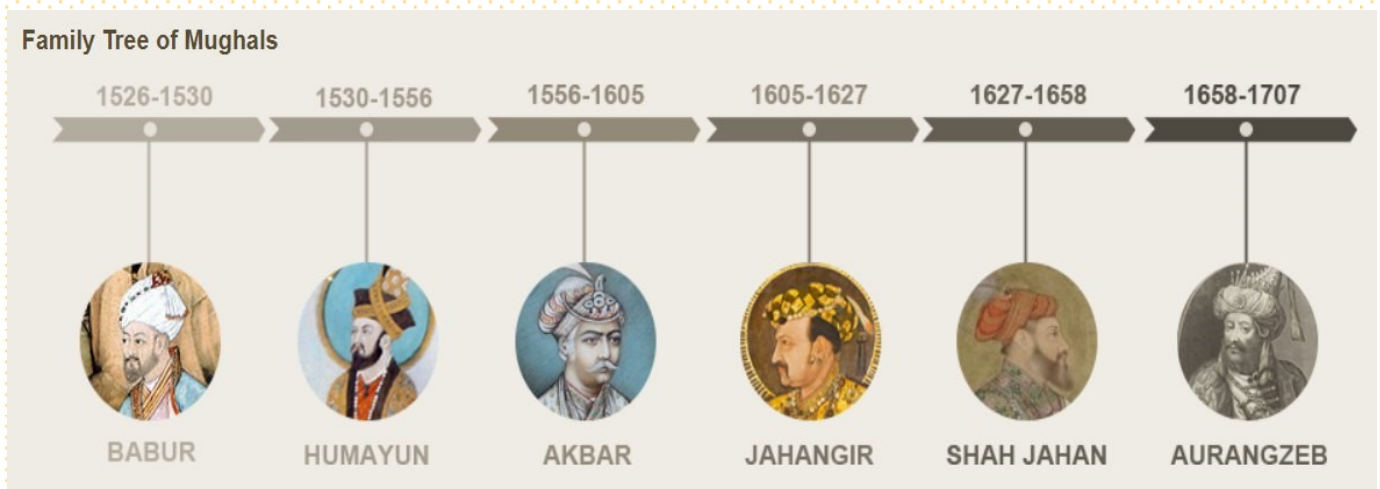 Family Tree of Mughals
1526-1530 1530-1556 1556-1605 1605-1627 1627-1658 1658-1707
BABUR HUMAYUN AKBAR JAHANGIR SHAH JAHAN AURANGZEB